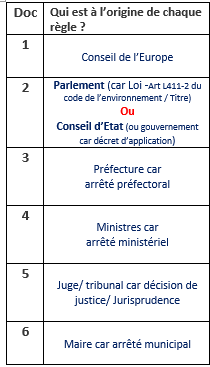 Doc Qui est à l'origine de chaque
règle ?
1
Conseil de l'Europe
2
Parlement (car Loi -Art L411-2 du
code de l'environnement / Titre)
Ou
Conseil d'Etat (ou gouvernement
car décret d'application)
3
Préfecture car
arrêté préfectoral
4
Ministres car
arrêté ministériel
5
Juge/ tribunal car décision de
justice/ Jurisprudence
6
Maire car arrêté municipal